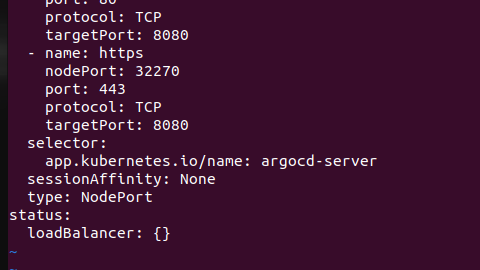 port: 80
protocol: TCP
targetPort: 8080
- name: https
nodePort: 32270
port: 443
protocol: TCP
targetPort: 8080
selector:
app.kubernetes.io/name: argocd-server
sessionAffinity: None
type: NodePort
status:
loadBalancer: {}
~
~